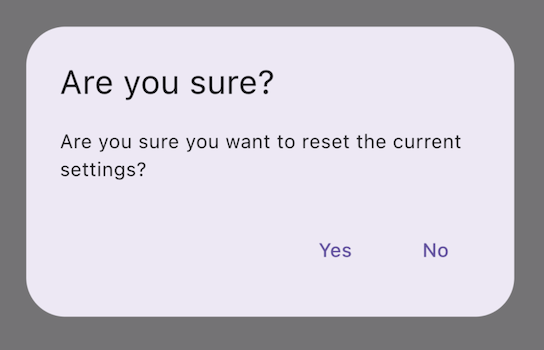 Are you sure?
Are you sure you want to reset the current
settings?
Yes No